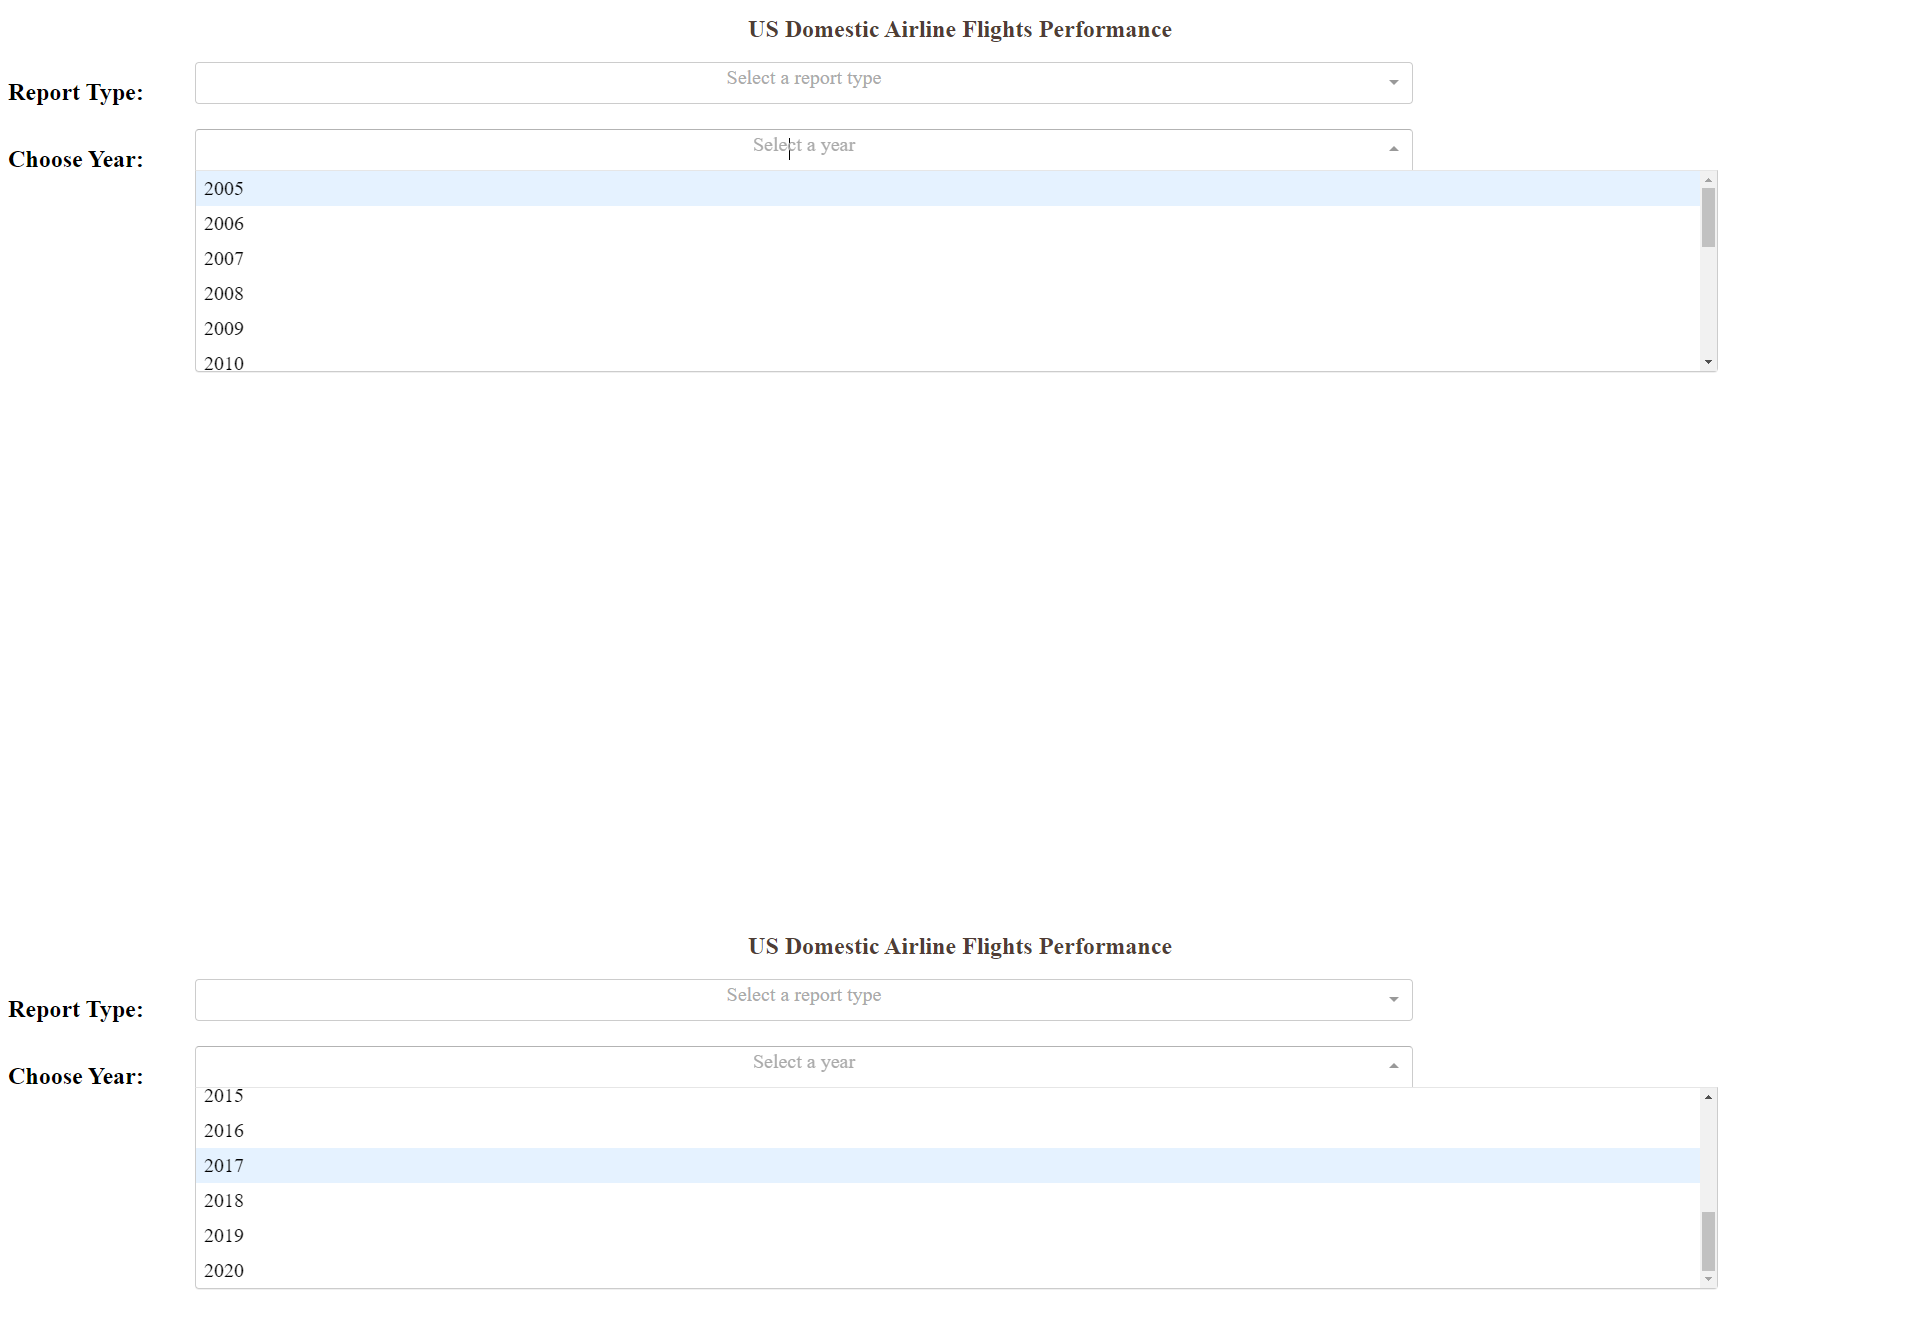 US Domestic Airline Flights Performance
Report Type:
Select a report type
Choose Year:
Select a year
2005
2006
2007
2008
2009
2010
US Domestic Airline Flights Performance
Report Type:
Select a report type
Choose Year:
Select a year
2015
2016
2017
2018
2019
2020